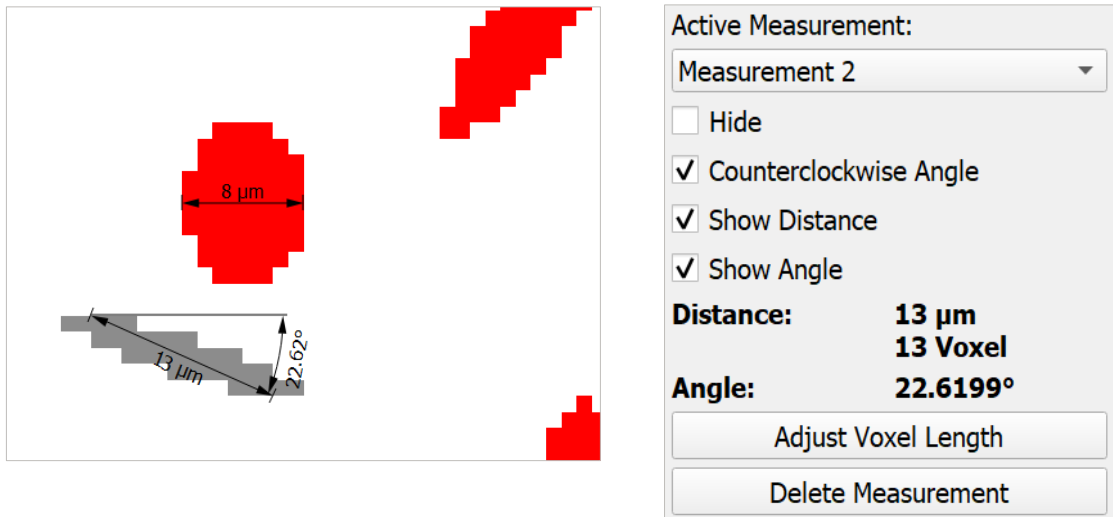 8 µm
13 µm
22.62°
Active Measurement:
Measurement 2
Hide
Counterclockwise Angle
Show Distance
Show Angle
Distance: 13 µm
13 Voxel
Angle: 22.6199°
Adjust Voxel Length
Delete Measurement